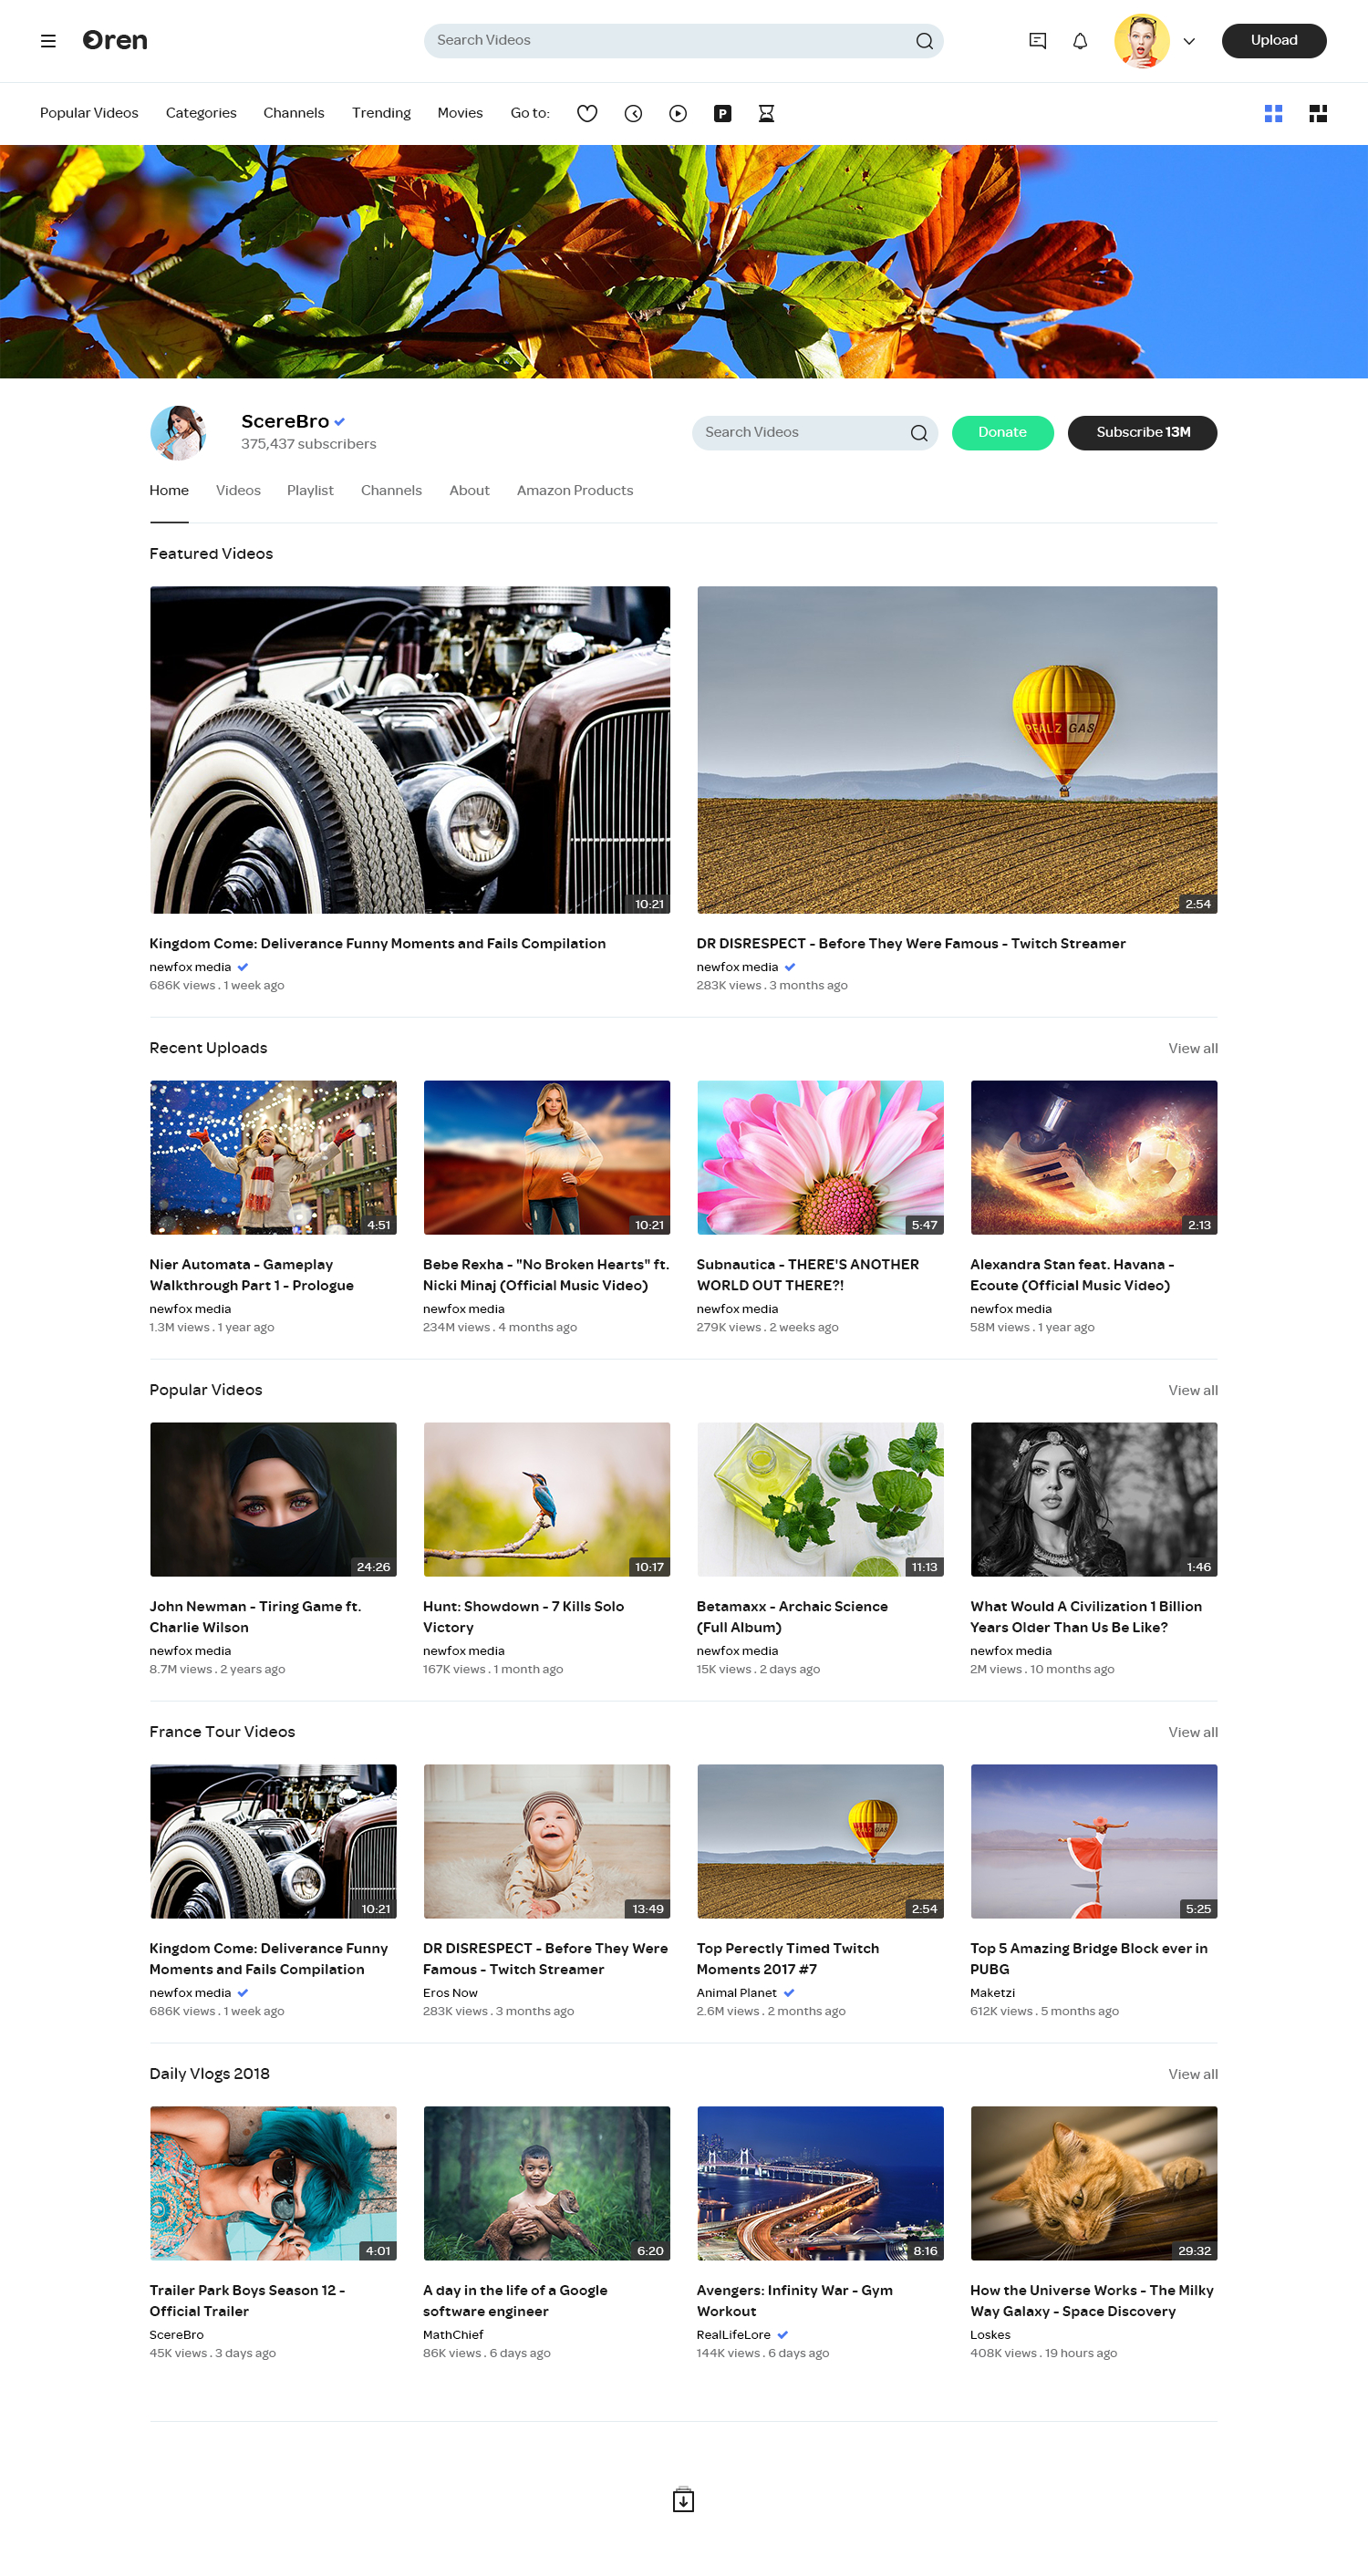 Oren
Search Videos
Upload
Popular Videos
Categories
Channels
Trending
Movies
Go to:
P
ScereBro
375,437 subscribers
Search Videos
Donate
Subscribe 13M
Home
Videos
Playlist
Channels
About
Amazon Products
Featured Videos
10:21
PFALZ GAS
2:54
Kingdom Come: Deliverance Funny Moments and Fails Compilation
newfox media
686K views . 1 week ago
DR DISRESPECT - Before They Were Famous - Twitch Streamer
newfox media
283K views . 3 months ago
Recent Uploads
View all
4:51
10:21
5:47
2:13
Nier Automata - Gameplay
Walkthrough Part 1 - Prologue
newfox media
1.3M views . 1 year ago
Bebe Rexha - "No Broken Hearts" ft.
Nicki Minaj (Official Music Video)
newfox media
234M views . 4 months ago
Subnautica - THERE'S ANOTHER
WORLD OUT THERE?!
newfox media
279K views . 2 weeks ago
Alexandra Stan feat. Havana -
Ecoute (Official Music Video)
newfox media
58M views . 1 year ago
Popular Videos
View all
24:26
10:17
11:13
1:46
John Newman - Tiring Game ft.
Charlie Wilson
newfox media
8.7M views . 2 years ago
Hunt: Showdown - 7 Kills Solo
Victory
newfox media
167K views . 1 month ago
Betamaxx - Archaic Science
(Full Album)
newfox media
15K views . 2 days ago
What Would A Civilization 1 Billion
Years Older Than Us Be Like?
newfox media
2M views . 10 months ago
France Tour Videos
View all
10:21
13:49
PFALZ GAS
2:54
5:25
Kingdom Come: Deliverance Funny
Moments and Fails Compilation
newfox media
686K views . 1 week ago
DR DISRESPECT - Before They Were
Famous - Twitch Streamer
Eros Now
283K views . 3 months ago
Top Perectly Timed Twitch
Moments 2017 #7
Animal Planet
2.6M views . 2 months ago
Top 5 Amazing Bridge Block ever in
PUBG
Maketzi
612K views . 5 months ago
Daily Vlogs 2018
View all
4:01
6:20
8:16
29:32
Trailer Park Boys Season 12 -
Official Trailer
ScereBro
45K views . 3 days ago
A day in the life of a Google
software engineer
MathChief
86K views . 6 days ago
Avengers: Infinity War - Gym
Workout
RealLifeLore
144K views . 6 days ago
How the Universe Works - The Milky
Way Galaxy - Space Discovery
Loskes
408K views . 19 hours ago